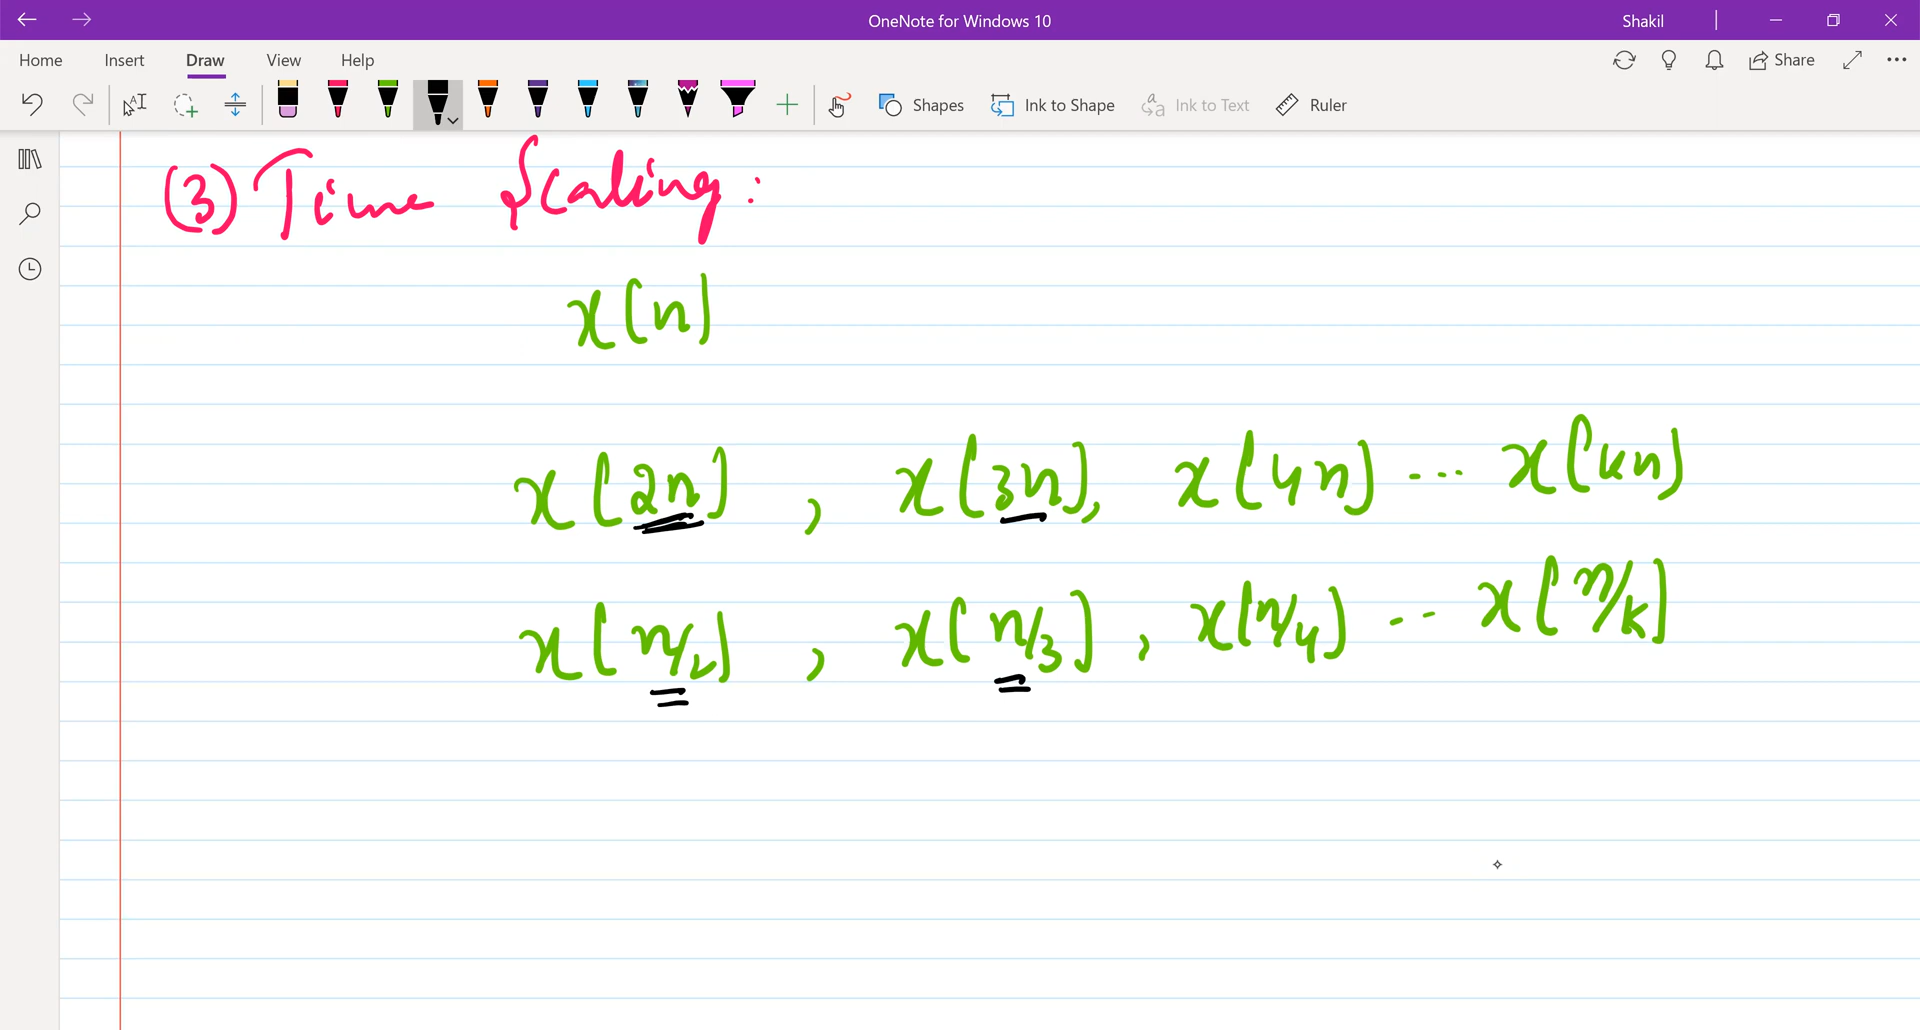 OneNote for Windows 10 Shakil
Home Insert Draw View Help Share
Shapes Ink to Shape Ink to Text Ruler
(3) Time Scaling:
x[n]
x[2n] , x[3n], x[4n] ... x[kn]
x[n/2] , x[n/3] , x[n/4] ... x[n/k]